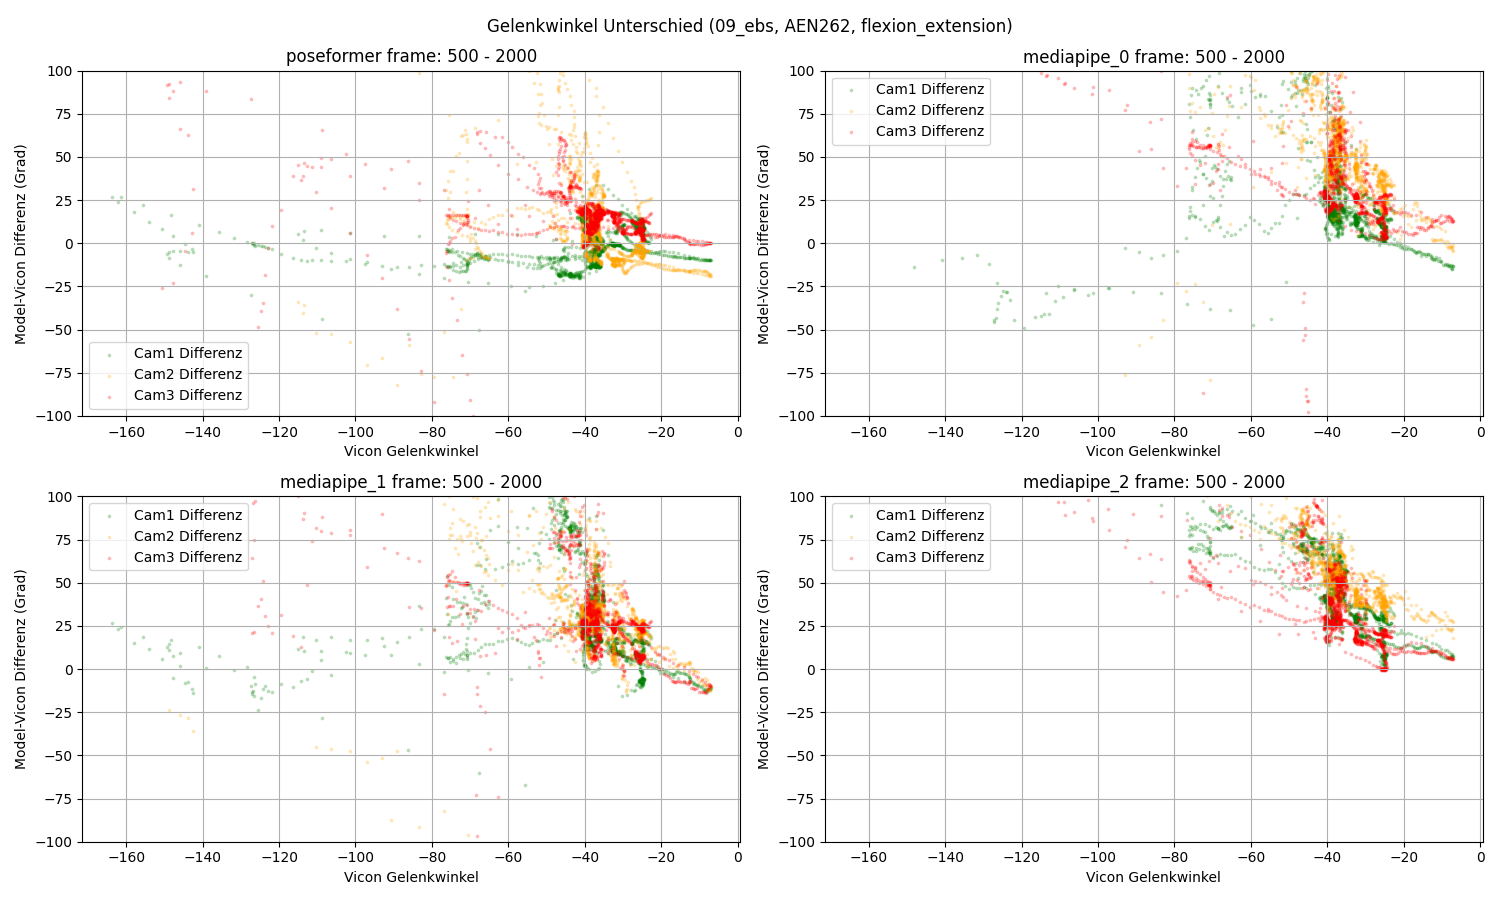 Gelenkwinkel Unterschied (09_ebs, AEN262, flexion_extension)
poseformer frame: 500 - 2000
100
75
50
25
0
−25
−50
−75
−100
Model-Vicon Differenz (Grad)
Cam1 Differenz
Cam2 Differenz
Cam3 Differenz
−160 −140 −120 −100 −80 −60 −40 −20 0
Vicon Gelenkwinkel
mediapipe_0 frame: 500 - 2000
100
75
50
25
0
−25
−50
−75
−100
Model-Vicon Differenz (Grad)
Cam1 Differenz
Cam2 Differenz
Cam3 Differenz
−160 −140 −120 −100 −80 −60 −40 −20 0
Vicon Gelenkwinkel
mediapipe_1 frame: 500 - 2000
100
75
50
25
0
−25
−50
−75
−100
Model-Vicon Differenz (Grad)
Cam1 Differenz
Cam2 Differenz
Cam3 Differenz
−160 −140 −120 −100 −80 −60 −40 −20 0
Vicon Gelenkwinkel
mediapipe_2 frame: 500 - 2000
100
75
50
25
0
−25
−50
−75
−100
Model-Vicon Differenz (Grad)
Cam1 Differenz
Cam2 Differenz
Cam3 Differenz
−160 −140 −120 −100 −80 −60 −40 −20 0
Vicon Gelenkwinkel